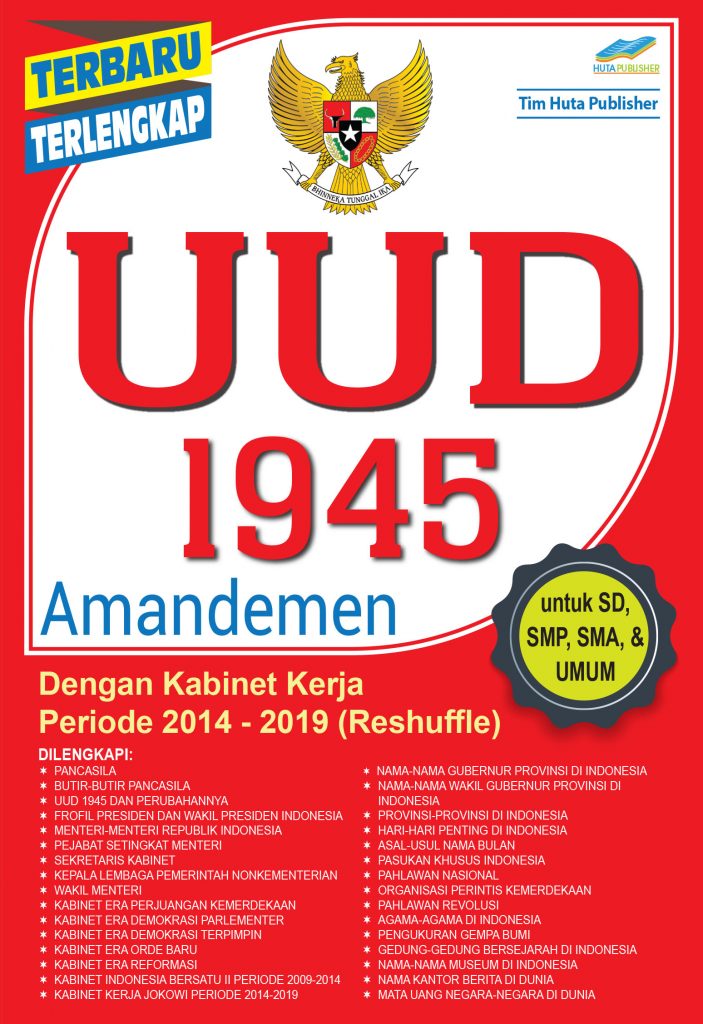 TERBARU
TERLENGKAP
HUTA PUBLISHER
Tim Huta Publisher
BHINNEKA TUNGGAL IKA
UUD
1945
Amandemen
untuk SD,
SMP, SMA, &
UMUM
Dengan Kabinet Kerja
Periode 2014 - 2019 (Reshuffle)
DILENGKAPI:
✶ PANCASILA
✶ BUTIR-BUTIR PANCASILA
✶ UUD 1945 DAN PERUBAHANNYA
✶ FROFIL PRESIDEN DAN WAKIL PRESIDEN INDONESIA
✶ MENTERI-MENTERI REPUBLIK INDONESIA
✶ PEJABAT SETINGKAT MENTERI
✶ SEKRETARIS KABINET
✶ KEPALA LEMBAGA PEMERINTAH NONKEMENTERIAN
✶ WAKIL MENTERI
✶ KABINET ERA PERJUANGAN KEMERDEKAAN
✶ KABINET ERA DEMOKRASI PARLEMENTER
✶ KABINET ERA DEMOKRASI TERPIMPIN
✶ KABINET ERA ORDE BARU
✶ KABINET ERA REFORMASI
✶ KABINET INDONESIA BERSATU II PERIODE 2009-2014
✶ KABINET KERJA JOKOWI PERIODE 2014-2019
✶ NAMA-NAMA GUBERNUR PROVINSI DI INDONESIA
✶ NAMA-NAMA WAKIL GUBERNUR PROVINSI DI
INDONESIA
✶ PROVINSI-PROVINSI DI INDONESIA
✶ HARI-HARI PENTING DI INDONESIA
✶ ASAL-USUL NAMA BULAN
✶ PASUKAN KHUSUS INDONESIA
✶ PAHLAWAN NASIONAL
✶ ORGANISASI PERINTIS KEMERDEKAAN
✶ PAHLAWAN REVOLUSI
✶ AGAMA-AGAMA DI INDONESIA
✶ PENGUKURAN GEMPA BUMI
✶ GEDUNG-GEDUNG BERSEJARAH DI INDONESIA
✶ NAMA-NAMA MUSEUM DI INDONESIA
✶ NAMA KANTOR BERITA DI DUNIA
✶ MATA UANG NEGARA-NEGARA DI DUNIA